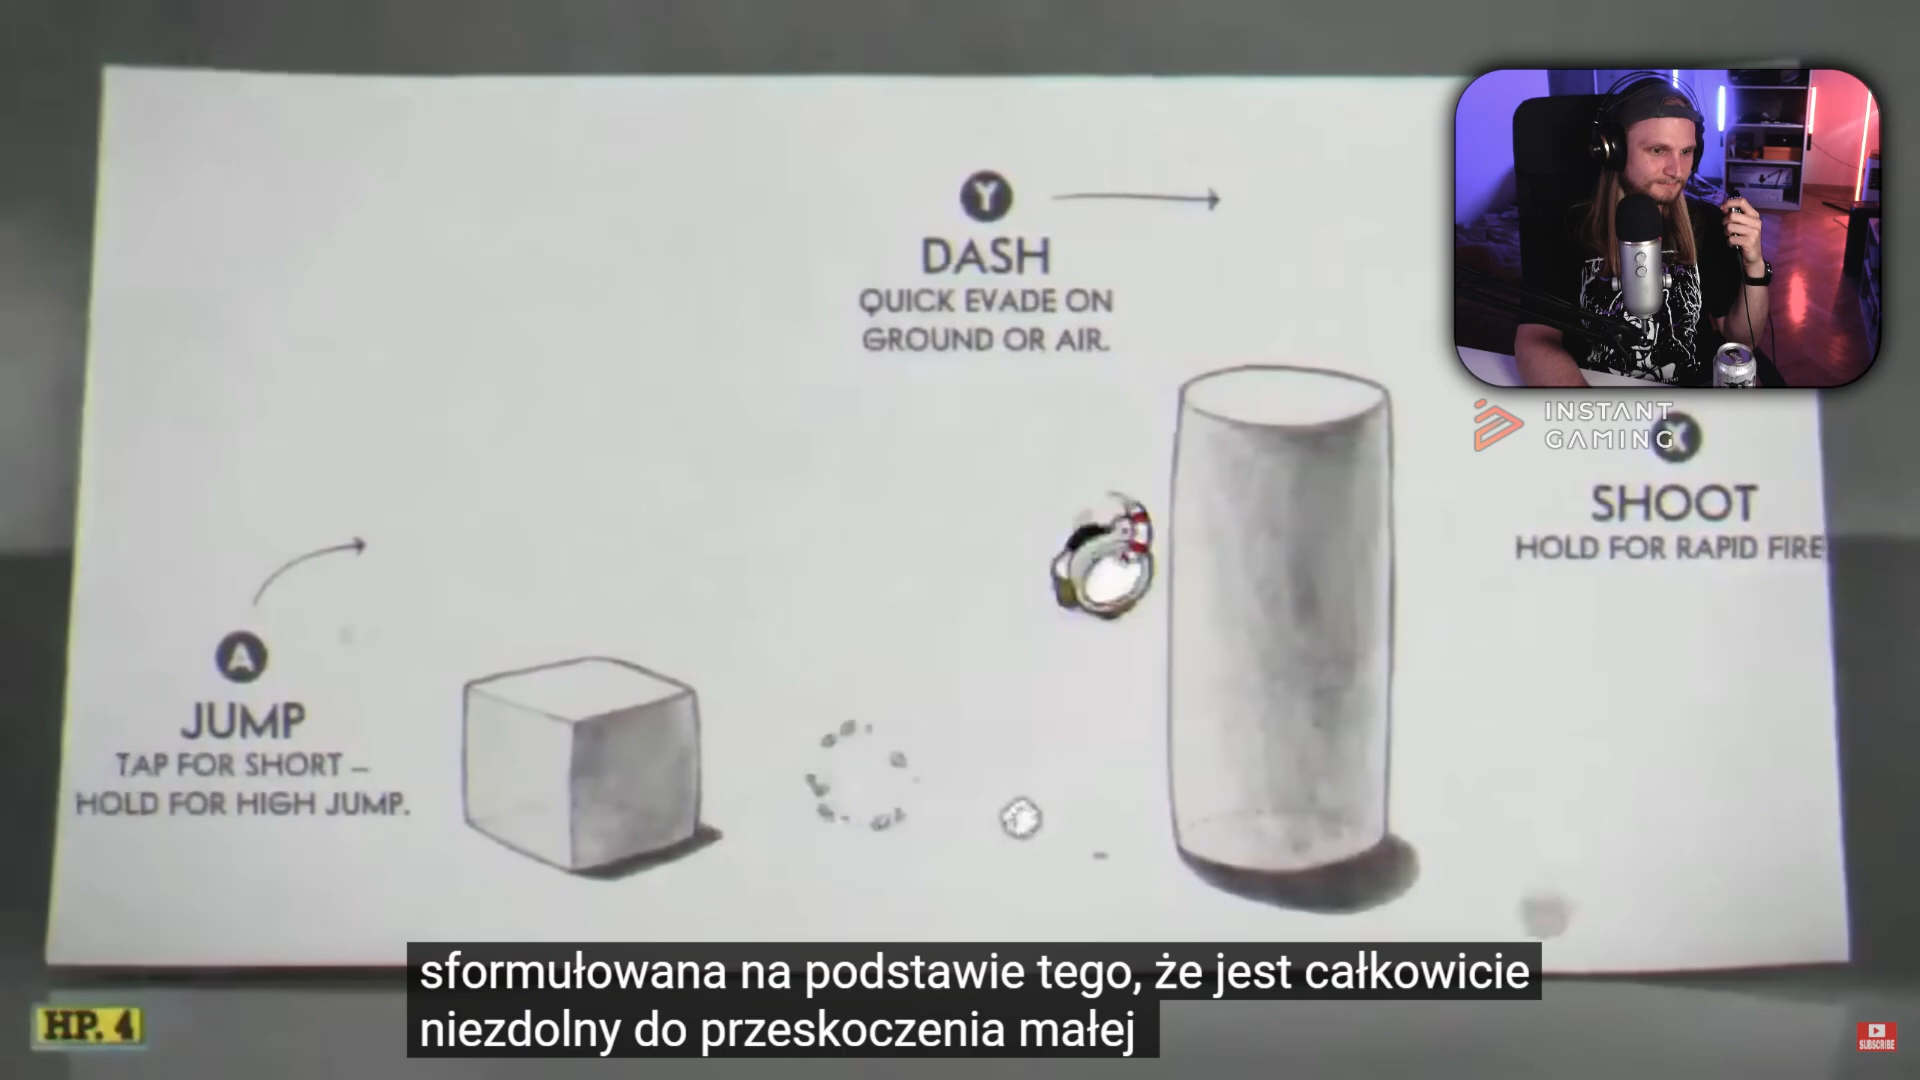 Y
DASH
QUICK EVADE ON
GROUND OR AIR.
INSTANT
GAMING
X
SHOOT
HOLD FOR RAPID FIRE
A
JUMP
TAP FOR SHORT –
HOLD FOR HIGH JUMP.
sformułowana na podstawie tego, że jest całkowicie
niezdolny do przeskoczenia małej
HP. 4
SUBSCRIBE